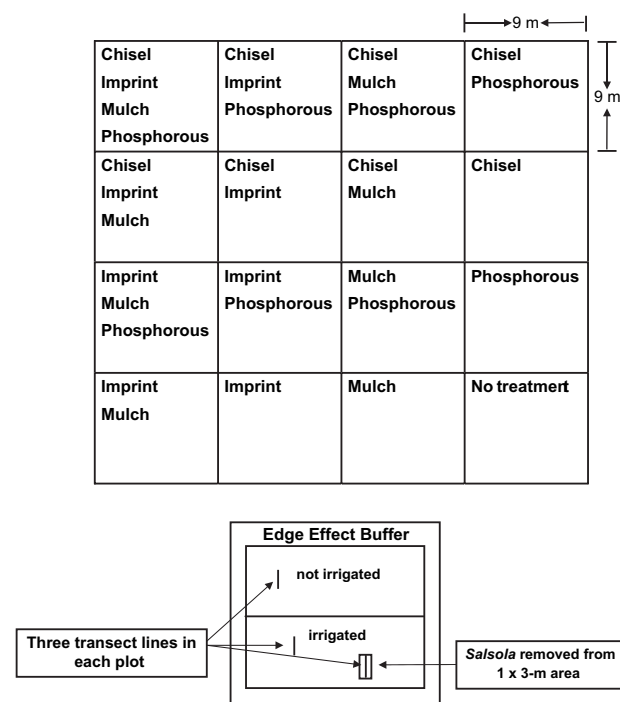 9 m
Chisel
Imprint
Mulch
Phosphorous
Chisel
Imprint
Phosphorous
Chisel
Mulch
Phosphorous
Chisel
Phosphorous
9 m
Chisel
Imprint
Mulch
Chisel
Imprint
Chisel
Mulch
Chisel
Imprint
Mulch
Phosphorous
Imprint
Phosphorous
Mulch
Phosphorous
Phosphorous
Imprint
Mulch
Imprint
Mulch
No treatment
Edge Effect Buffer
not irrigated
irrigated
Three transect lines in
each plot
Salsola removed from
1 x 3-m area